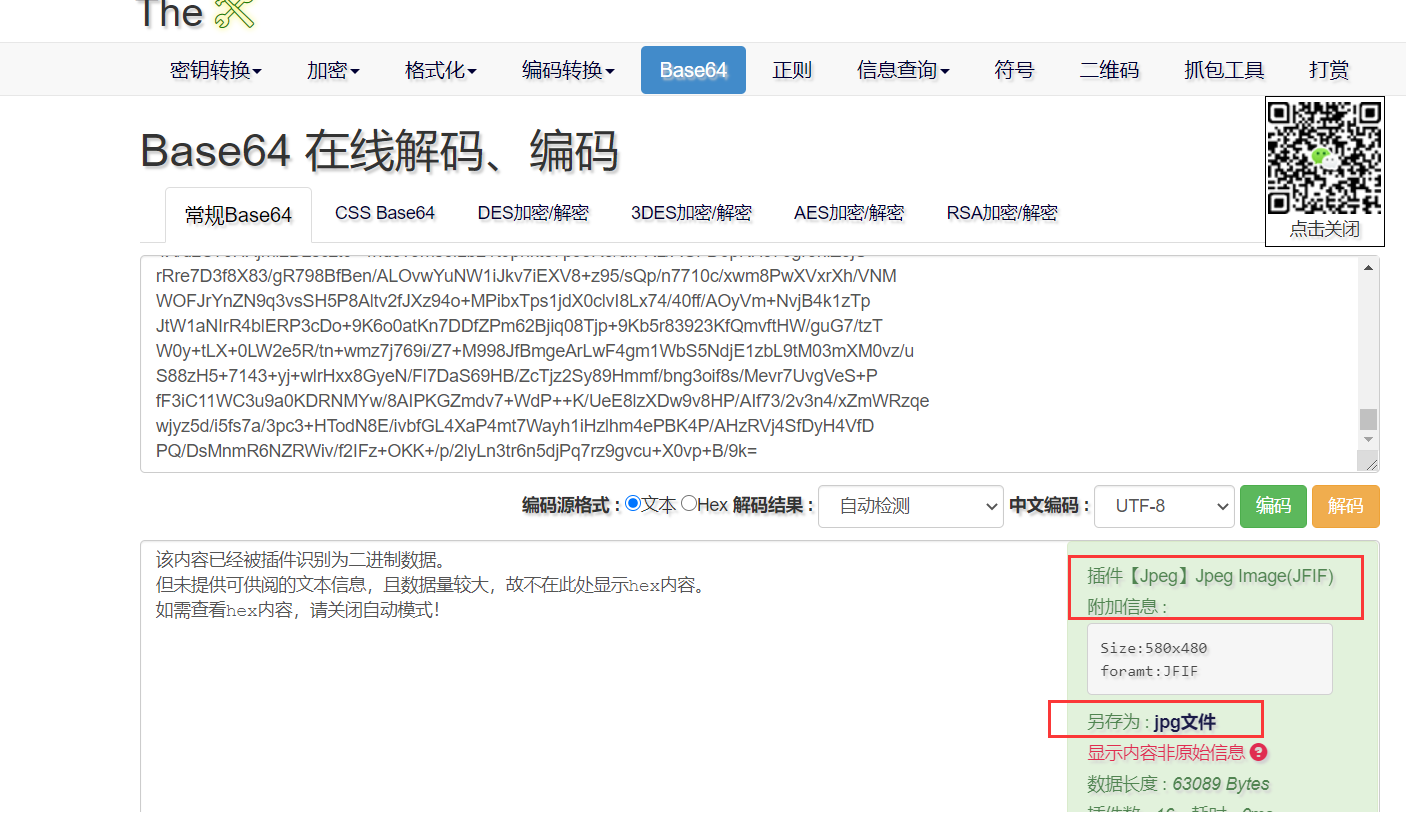 The
密钥转换 加密 格式化 编码转换 Base64 正则 信息查询 符号 二维码 抓包工具 打赏
Base64 在线解码、编码
点击关闭
常规Base64 CSS Base64 DES加密/解密 3DES加密/解密 AES加密/解密 RSA加密/解密
rRre7D3f8X83/gR798BfBen/ALOvwYuNW1iJkv7iEXV8+z95/sQp/n7710c/xwm8PwXVxrXh/VNM
WOFJrYnZN9q3vsSH5P8Altv2fJXz94o+MPibxTps1jdX0clvI8Lx74/40ff/AOyVm+NvjB4k1zTp
JtW1aNIrR4blERP3cDo+9K6o0atKn7DDfZPm62Bjiq08Tjp+9Kb5r83923KfQmvftHW/guG7/tzT
W0y+tLX+0LW2e5R/tn+wmz7j769i/Z7+M998JfBmgeArLwF4gm1WbS5NdjE1zbL9tM03mXM0vz/u
S88zH5+7143+yj+wlrHxx8GyeN/Fl7DaS69HB/ZcTjz2Sy89Hmmf/bng3oif8s/Mevr7UvgVeS+P
fF3iC11WC3u9a0KDRNMYw/8AIPKGZmdv7+WdP++K/UeE8lzXDw9v8HP/AIf73/2v3n4/xZmWRzqe
wjyz5d/i5fs7a/3pc3+HTodN8E/ivbfGL4XaP4mt7Wayh1iHzlhm4ePBK4P/AHzRVj4SfDyH4VfD
PQ/DsMnmR6NZRWiv/f2IFz+OKK+/p/2lyLn3tr6n5djPq7rz9gvcu+X0vp+B/9k=
编码源格式 : 文本 Hex 解码结果 : 自动检测 中文编码 : UTF-8 编码 解码
该内容已经被插件识别为二进制数据。
但未提供可供阅的文本信息，且数据量较大，故不在此处显示hex内容。
如需查看hex内容，请关闭自动模式！
插件【Jpeg】Jpeg Image(JFIF)
附加信息 :
Size:580x480
foramt:JFIF
另存为 : jpg文件
显示内容非原始信息
数据长度 : 63089 Bytes